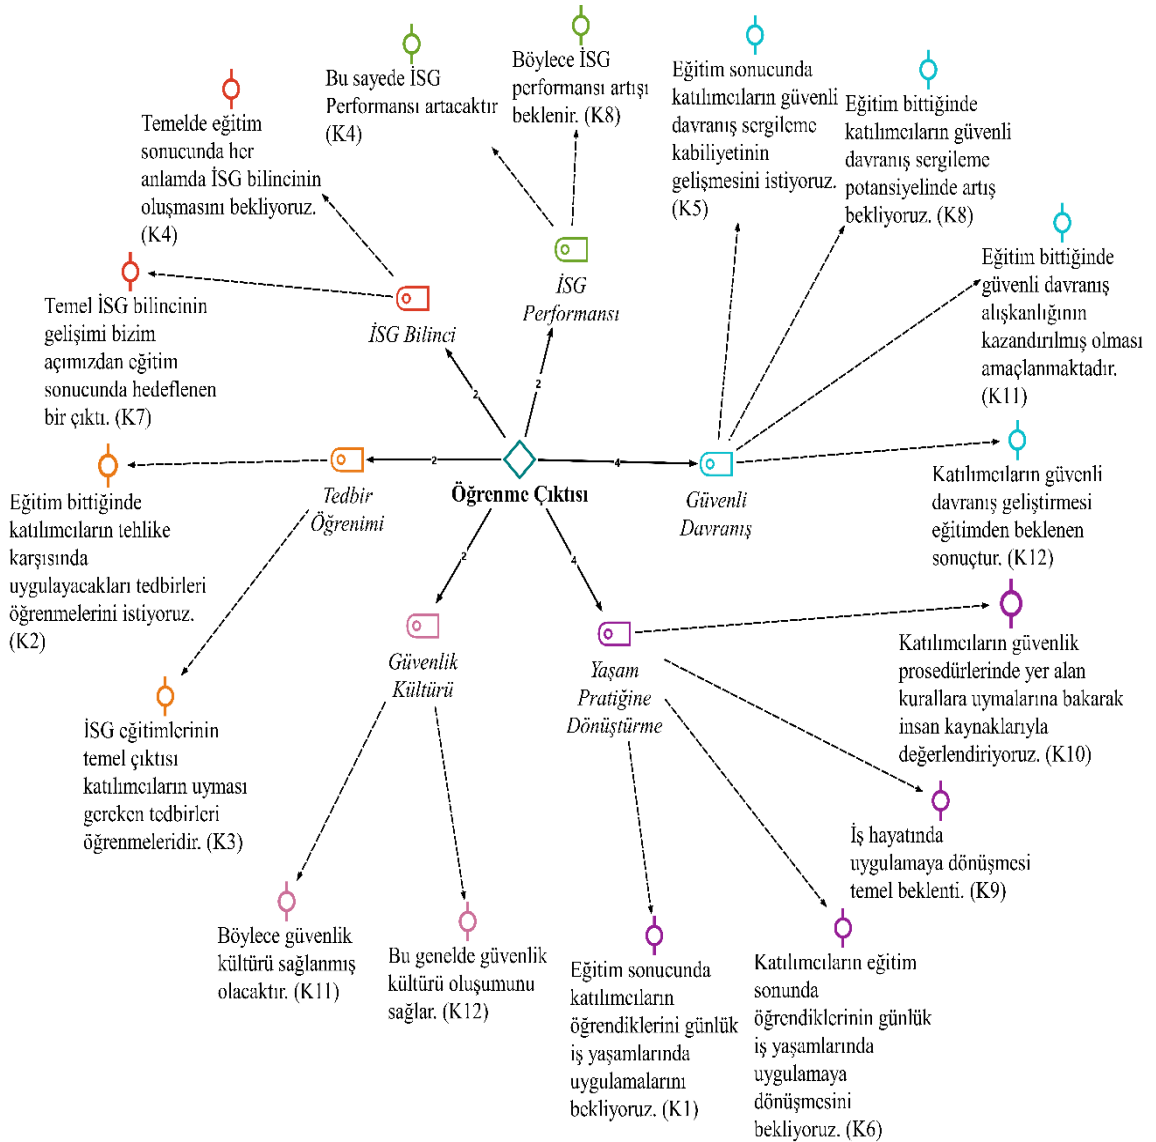 Bu sayede İSG
Performansı artacaktır
(K4)
Böylece İSG
performansı artışı
beklenir. (K8)
Eğitim sonucunda
katılımcıların güvenli
davranış sergileme
kabiliyetinin
gelişmesini istiyoruz.
(K5)
Eğitim bittiğinde
katılımcıların güvenli
davranış sergileme
potansiyelinde artış
bekliyoruz. (K8)
Temelde eğitim
sonucunda her
anlamda İSG bilincinin
oluşmasını bekliyoruz.
(K4)
Eğitim bittiğinde
güvenli davranış
alışkanlığının
kazandırılmış olması
amaçlanmaktadır.
(K11)
Temel İSG bilincinin
gelişimi bizim
açımızdan eğitim
sonucunda hedeflenen
bir çıktı. (K7)
İSG Bilinci
İSG
Performansı
2
2
2
4
2
4
Tedbir
Öğrenimi
Öğrenme Çıktısı
Güvenli
Davranış
Katılımcıların güvenli
davranış geliştirmesi
eğitimden beklenen
sonuçtur. (K12)
Eğitim bittiğinde
katılımcıların tehlike
karşısında
uygulayacakları tedbirleri
öğrenmelerini istiyoruz.
(K2)
Güvenlik
Kültürü
Yaşam
Pratiğine
Dönüştürme
Katılımcıların güvenlik
prosedürlerinde yer alan
kurallara uymalarına bakarak
insan kaynaklarıyla
değerlendiriyoruz. (K10)
İSG eğitimlerinin
temel çıktısı
katılımcıların uyması
gereken tedbirleri
öğrenmeleridir. (K3)
İş hayatında
uygulamaya dönüşmesi
temel beklenti. (K9)
Böylece güvenlik
kültürü sağlanmış
olacaktır. (K11)
Bu genelde güvenlik
kültürü oluşumunu
sağlar. (K12)
Eğitim sonucunda
katılımcıların
öğrendiklerini günlük
iş yaşamlarında
uygulamalarını
bekliyoruz. (K1)
Katılımcıların eğitim
sonunda
öğrendiklerinin günlük
iş yaşamlarında
uygulamaya
dönüşmesini
bekliyoruz. (K6)